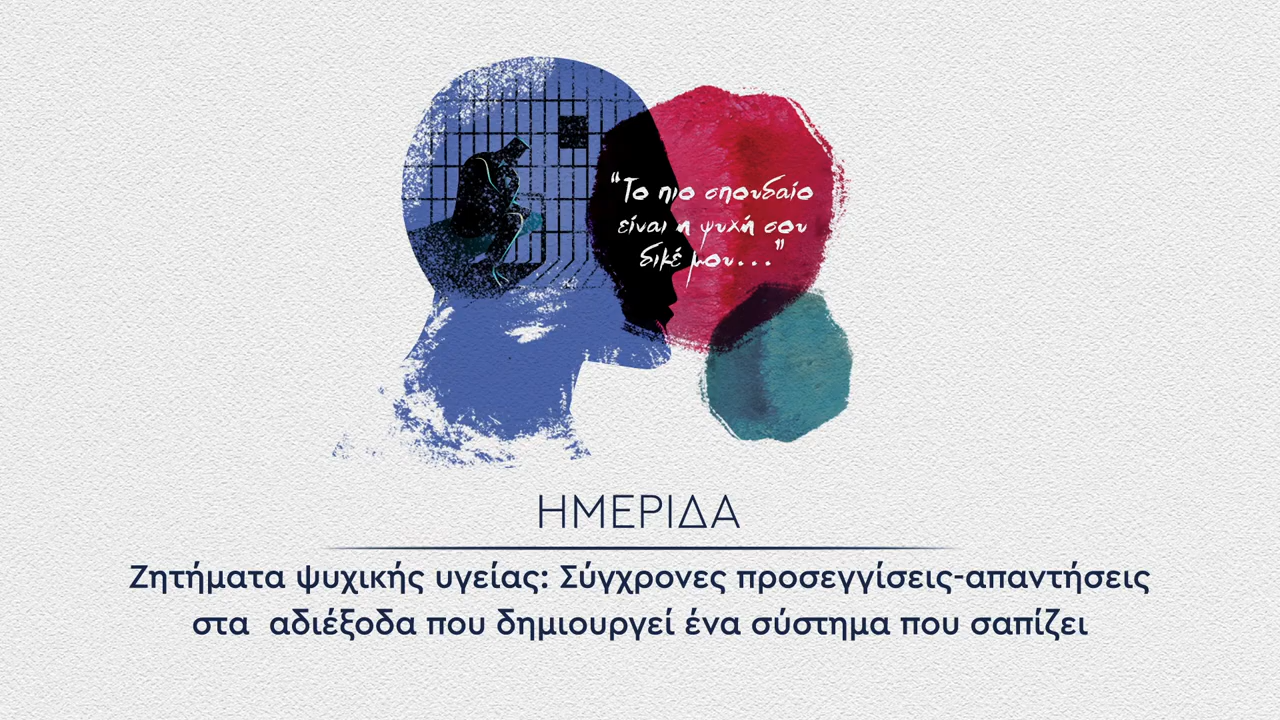 “Το πιο σπουδαίο
είναι η ψυχή σου
δικέ μου...”
ΗΜΕΡΙΔΑ
Ζητήματα ψυχικής υγείας: Σύγχρονες προσεγγίσεις-απαντήσεις
στα αδιέξοδα που δημιουργεί ένα σύστημα που σαπίζει